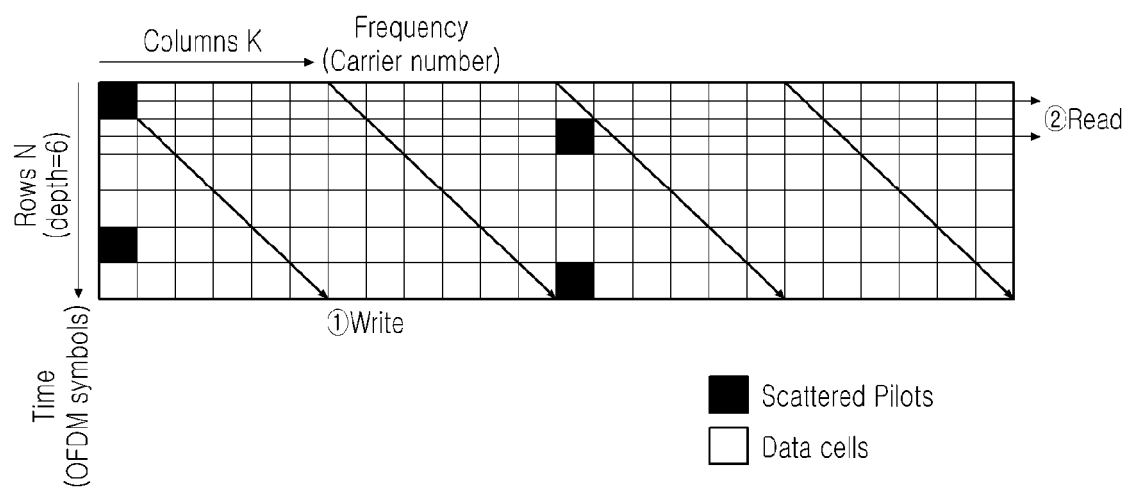 Columns K
Frequency
(Carrier number)
②Read
Rows N
(depth=6)
①Write
Time
(OFDM symbols)
Scattered Pilots
Data cells